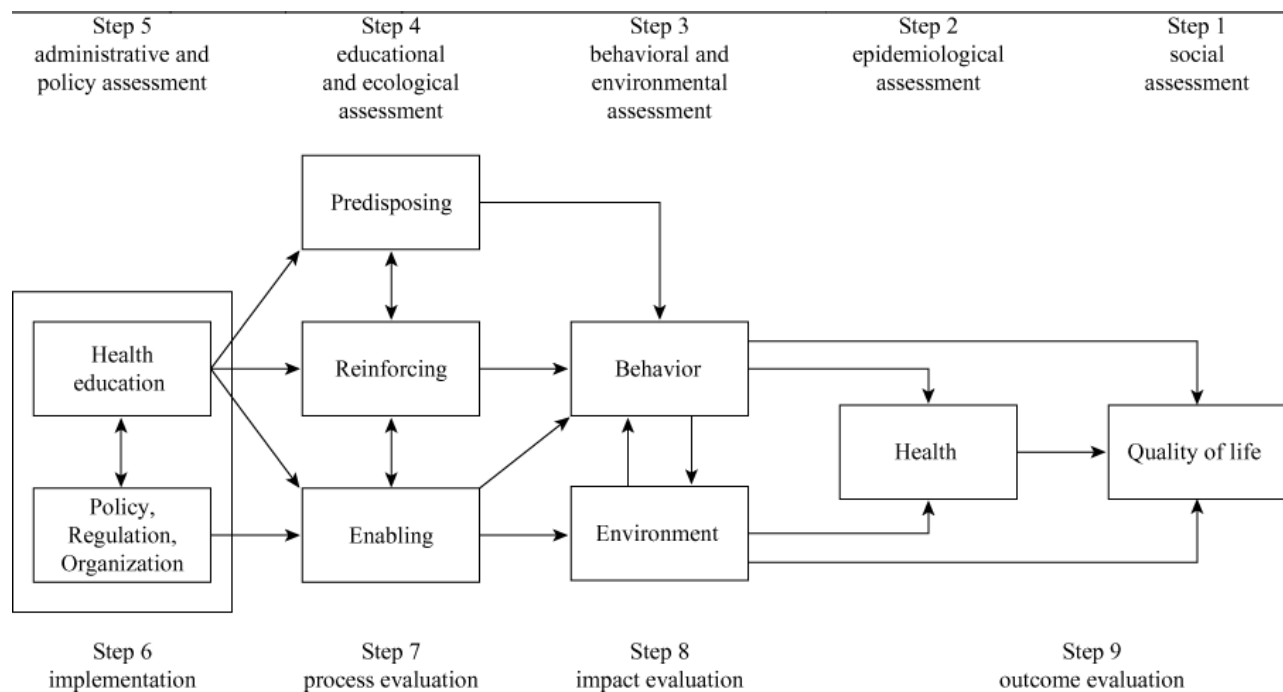 Step 5
administrative and
policy assessment
Step 4
educational
and ecological
assessment
Step 3
behavioral and
environmental
assessment
Step 2
epidemiological
assessment
Step 1
social
assessment
Predisposing
Health
education
Reinforcing
Behavior
Health
Quality of life
Policy,
Regulation,
Organization
Enabling
Environment
Step 6
implementation
Step 7
process evaluation
Step 8
impact evaluation
Step 9
outcome evaluation